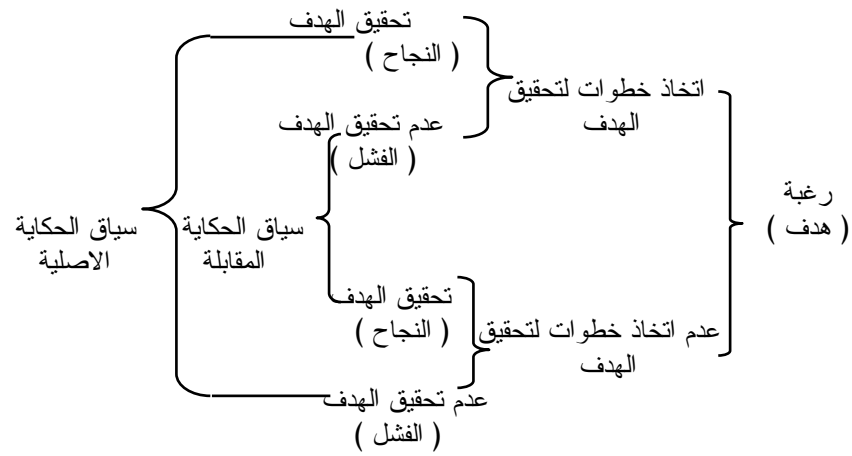 تحقيق الهدف
( النجاح )
اتخاذ خطوات لتحقيق
الهدف
عدم تحقيق الهدف
( الفشل )
رغبة
( هدف )
سياق الحكاية
المقابلة
سياق الحكاية
الاصلية
تحقيق الهدف
( النجاح )
عدم اتخاذ خطوات لتحقيق
الهدف
عدم تحقيق الهدف
( الفشل )